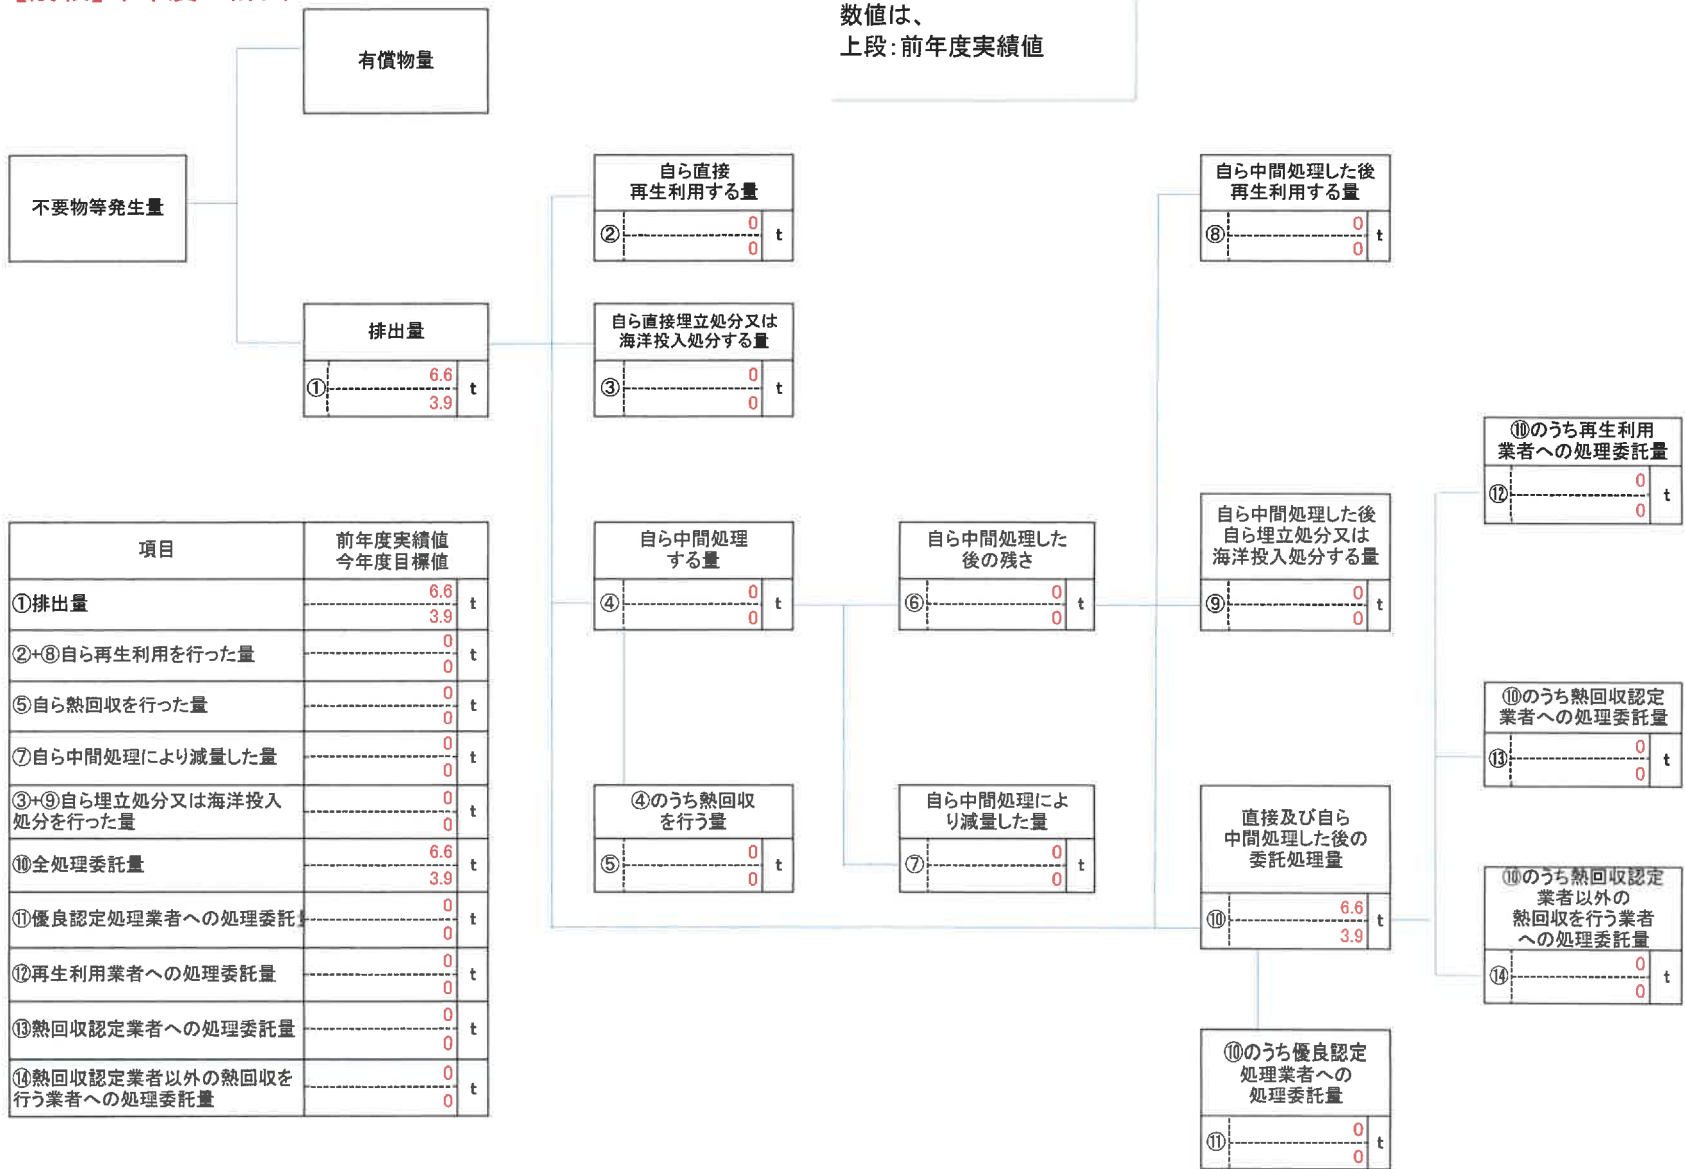 数値は、
上段：前年度実績値
有償物量
不要物等発生量
自ら直接
再生利用する量
②
0
0
t
自ら中間処理した後
再生利用する量
⑧
0
0
t
排出量
①
6.6
3.9
t
自ら直接埋立処分又は
海洋投入処分する量
③
0
0
t
⑩のうち再生利用
業者への処理委託量
⑫
0
0
t
自ら中間処理
する量
④
0
0
t
自ら中間処理した
後の残さ
⑥
0
0
t
自ら中間処理した後
自ら埋立処分又は
海洋投入処分する量
⑨
0
0
t
⑩のうち熱回収認定
業者への処理委託量
⑬
0
0
t
④のうち熱回収
を行う量
⑤
0
0
t
自ら中間処理によ
り減量した量
⑦
0
0
t
直接及び自ら
中間処理した後の
委託処理量
⑩
6.6
3.9
t
⑩のうち熱回収認定
業者以外の
熱回収を行う業者
への処理委託量
⑭
0
0
t
⑩のうち優良認定
処理業者への
処理委託量
⑪
0
0
t
項目
前年度実績値
今年度目標値
①排出量
6.6
3.9
t
②+⑧自ら再生利用を行った量
0
0
t
⑤自ら熱回収を行った量
0
0
t
⑦自ら中間処理により減量した量
0
0
t
③+⑨自ら埋立処分又は海洋投入
処分を行った量
0
0
t
⑩全処理委託量
6.6
3.9
t
⑪優良認定処理業者への処理委託
0
0
t
⑫再生利用業者への処理委託量
0
0
t
⑬熱回収認定業者への処理委託量
0
0
t
⑭熱回収認定業者以外の熱回収を
行う業者への処理委託量
0
0
t